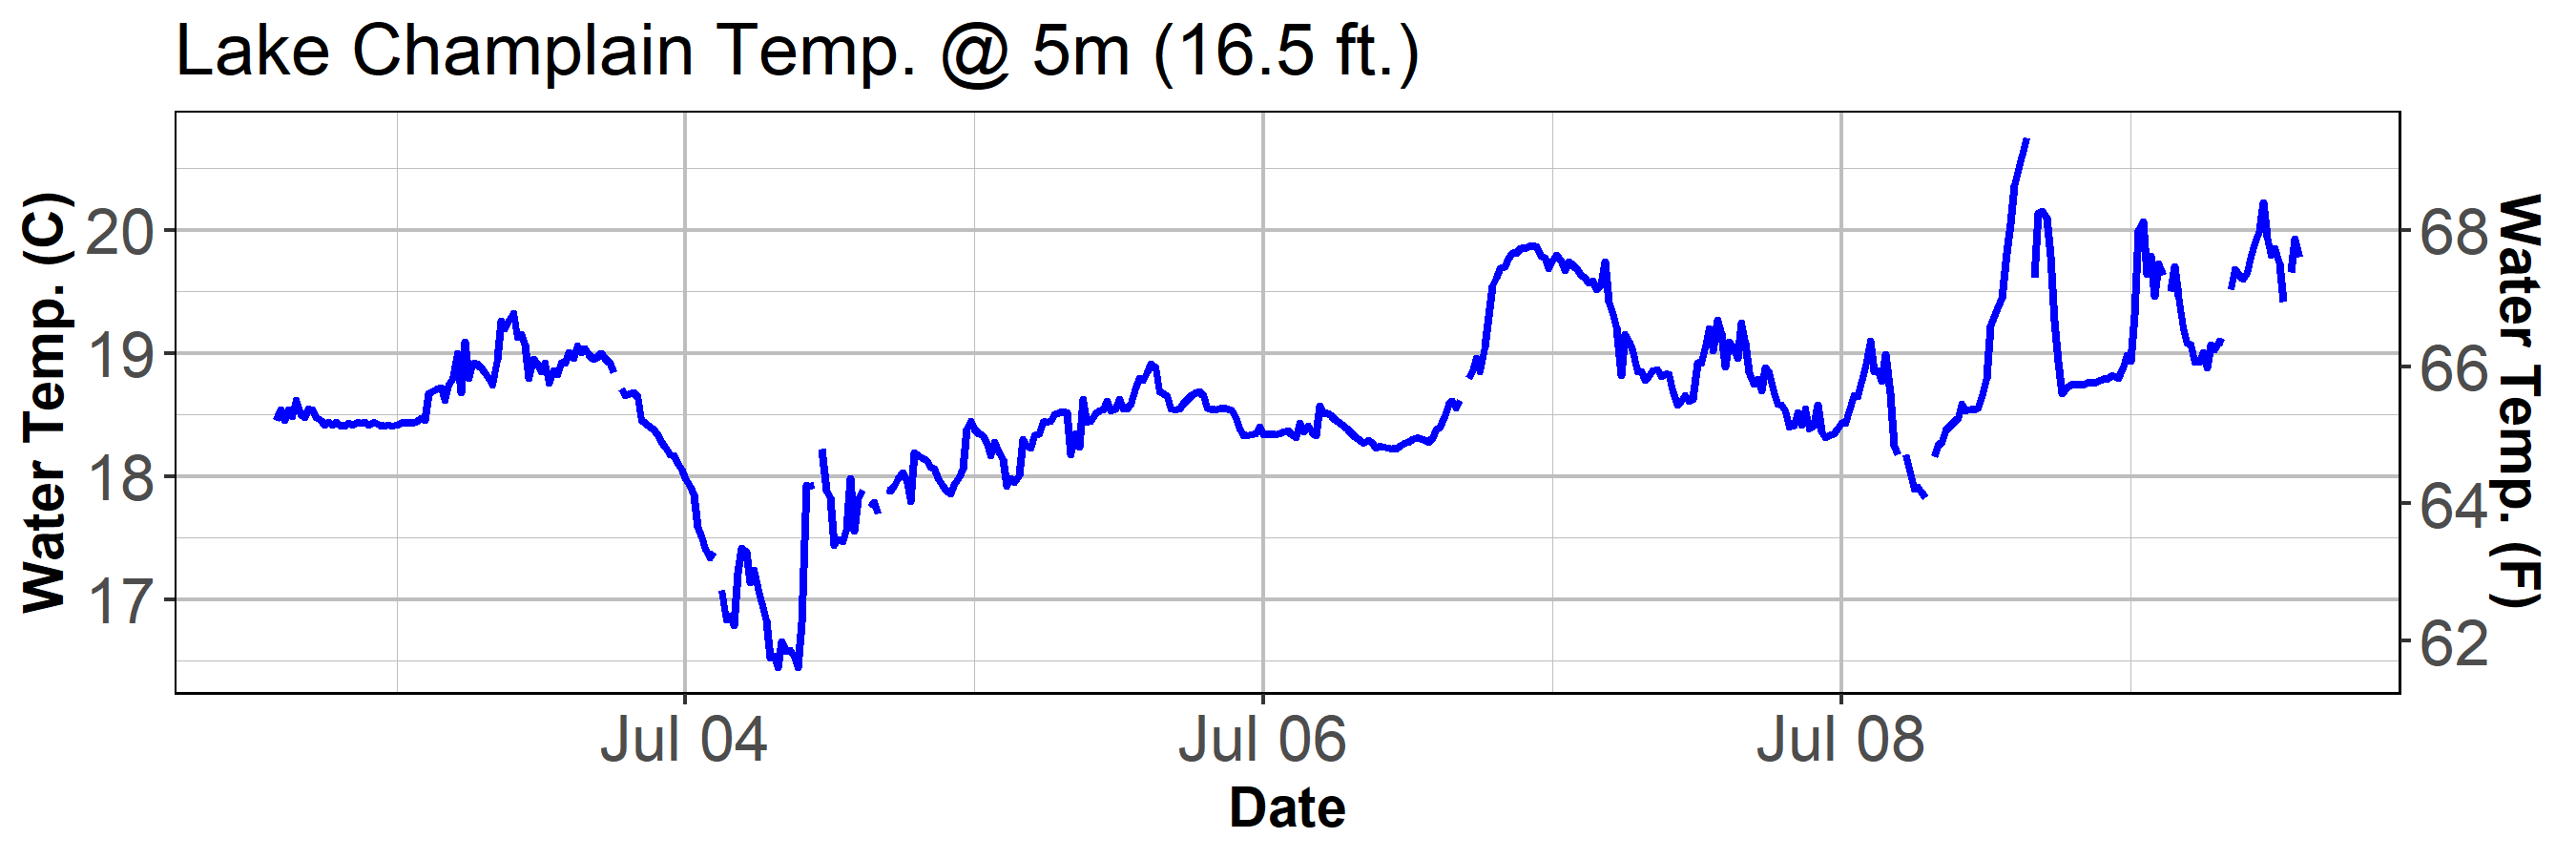 Lake Champlain Temp. @ 5m (16.5 ft.)
Water Temp. (C)
20
19
18
17
Water Temp. (F)
68
66
64
62
Jul 04
Jul 06
Jul 08
Date